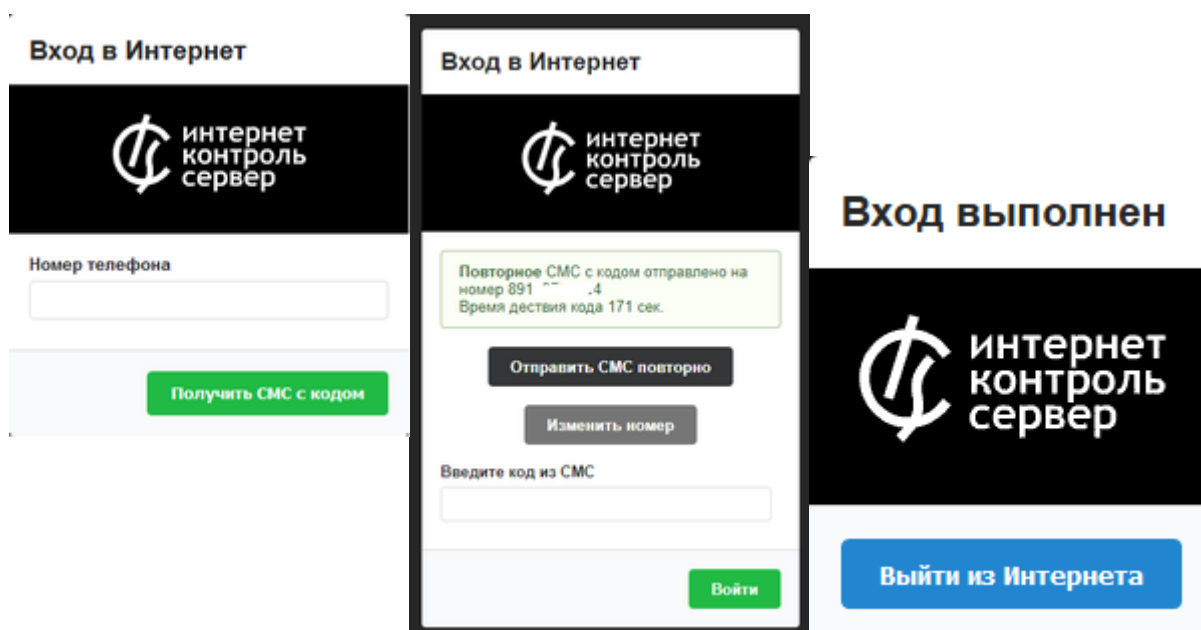 Вход в Интернет
интернет
контроль
сервер
Номер телефона
Получить СМС с кодом
Вход в Интернет
интернет
контроль
сервер
Повторное СМС с кодом отправлено на
номер 891 4
Время дествия кода 171 сек.
Отправить СМС повторно
Изменить номер
Введите код из СМС
Войти
Вход выполнен
интернет
контроль
сервер
Выйти из Интернета